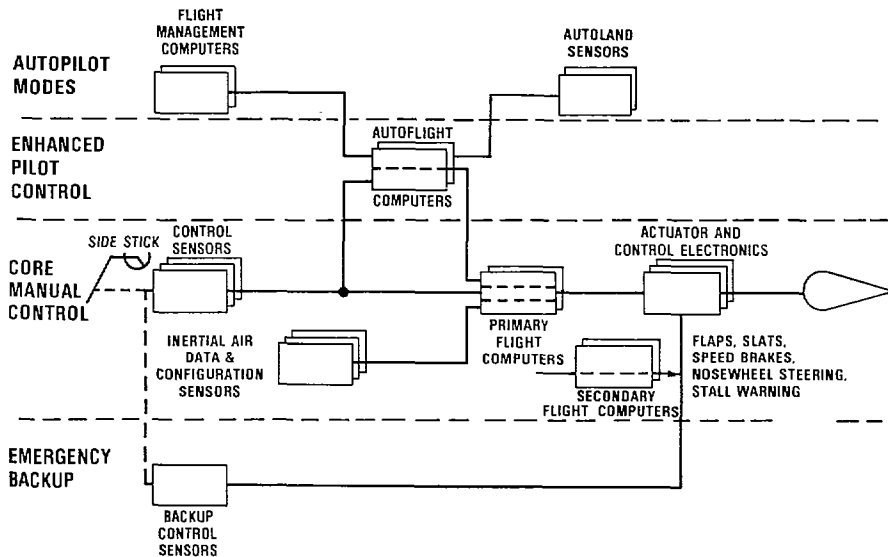 FLIGHT
MANAGEMENT
COMPUTERS
AUTOLAND
SENSORS
AUTOPILOT
MODES
ENHANCED
PILOT
CONTROL
AUTOFLIGHT
COMPUTERS
SIDE STICK
CONTROL
SENSORS
ACTUATOR AND
CONTROL ELECTRONICS
CORE
MANUAL
CONTROL
INERTIAL AIR
DATA &
CONFIGURATION
SENSORS
PRIMARY
FLIGHT
COMPUTERS
SECONDARY
FLIGHT COMPUTERS
FLAPS, SLATS,
SPEED BRAKES,
NOSEWHEEL STEERING,
STALL WARNING
EMERGENCY
BACKUP
BACKUP
CONTROL
SENSORS